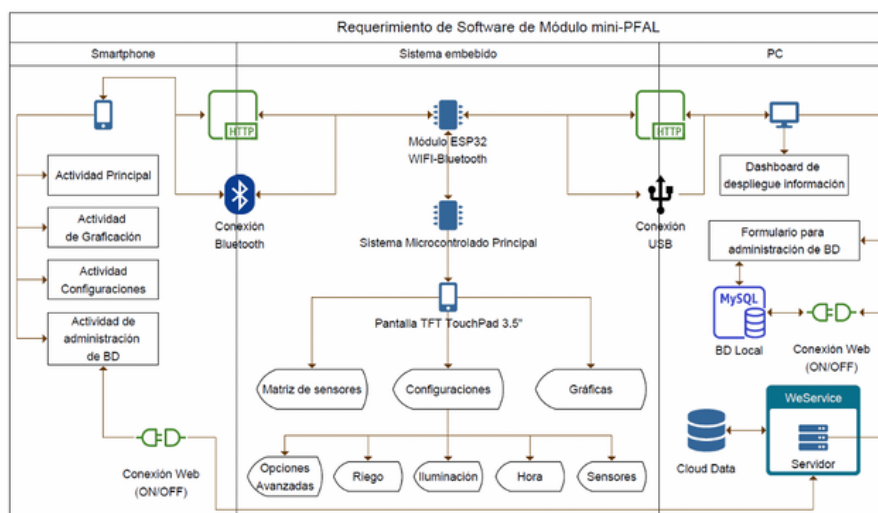 Requerimiento de Software de Módulo mini-PFAL
Smartphone
Sistema embebido
PC
HTTP
Módulo ESP32
WIFI-Bluetooth
HTTP
Actividad Principal
Dashboard de
despliegue información
Conexión
Bluetooth
Sistema Microcontrolado Principal
Conexión
USB
Actividad
de Graficación
Formulario para
administración de BD
Actividad
Configuraciones
MySQL
Pantalla TFT TouchPad 3.5"
Actividad de
administración
de BD
BD Local
Conexión Web
(ON/OFF)
Matriz de sensores
Configuraciones
Gráficas
WeService
Cloud Data
Servidor
Conexión Web
(ON/OFF)
Opciones
Avanzadas
Riego
Iluminación
Hora
Sensores